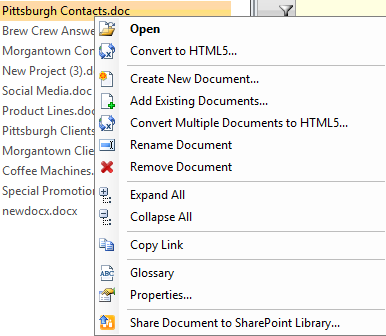 Pittsburgh Contacts.doc
Brew Crew Answe
Morgantown Con
New Project (3).d
Social Media.doc
Product Lines.doc
Pittsburgh Clients
Morgantown Clie
Coffee Machines.
Special Promotion
newdocx.docx
Open
Convert to HTML5...
Create New Document...
Add Existing Documents...
Convert Multiple Documents to HTML5...
Rename Document
Remove Document
Expand All
Collapse All
Copy Link
ABC Glossary
Properties...
Share Document to SharePoint Library...